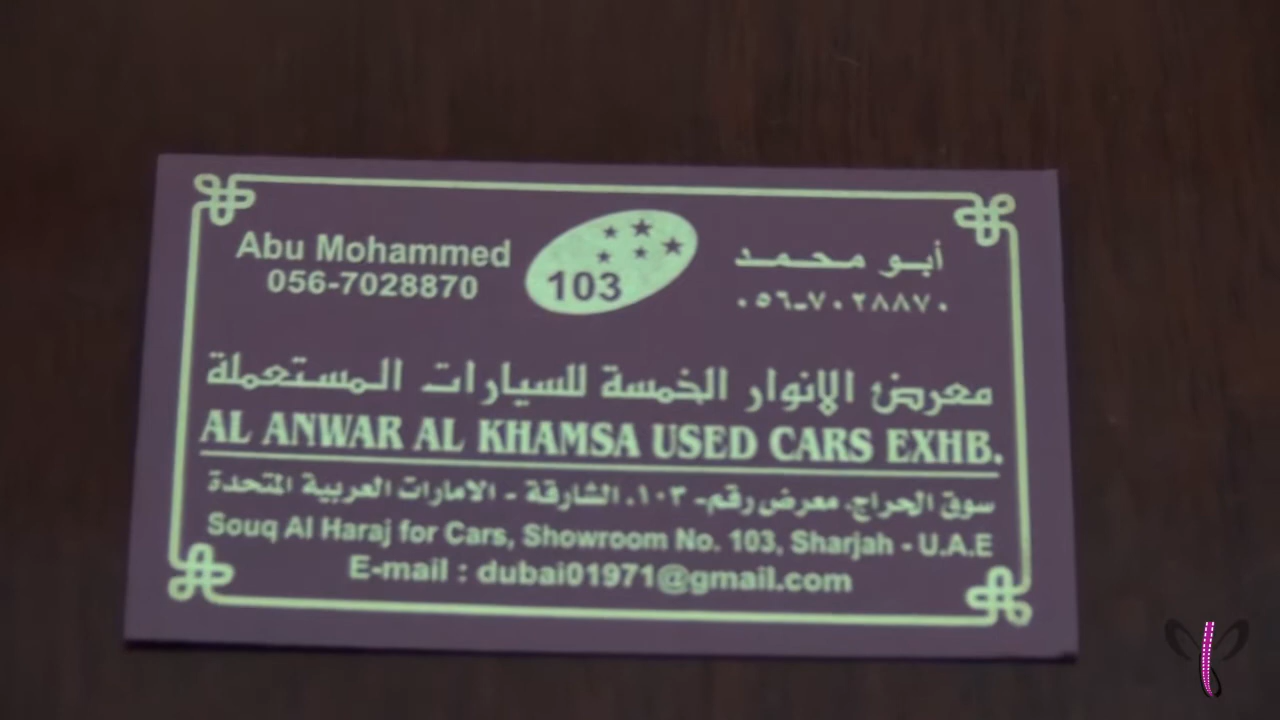 Abu Mohammed
056-7028870
103
أبو محمد
٠٥٦-٧٠٢٨٨٧٠
معرض الانوار الخمسة للسيارات المستعملة
AL ANWAR AL KHAMSA USED CARS EXHB.
سوق الحراج، معرض رقم- ١٠٣، الشارقة - الامارات العربية المتحدة
Souq Al Haraj for Cars, Showroom No. 103, Sharjah - U.A.E
E-mail : dubai01971@gmail.com